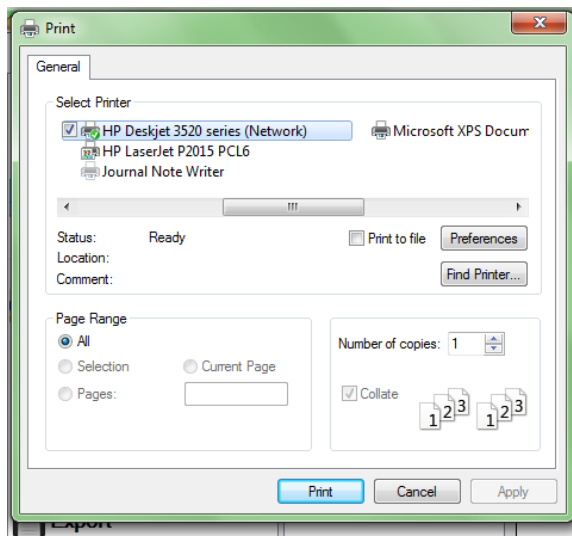 Print
General
Select Printer
HP Deskjet 3520 series (Network)
Microsoft XPS Docum
HP LaserJet P2015 PCL6
Journal Note Writer
Status: Ready
Print to file
Preferences
Location:
Comment:
Find Printer...
Page Range
All
Selection
Current Page
Pages:
Number of copies: 1
Collate
1 2 3 1 2 3
Print
Cancel
Apply
Export